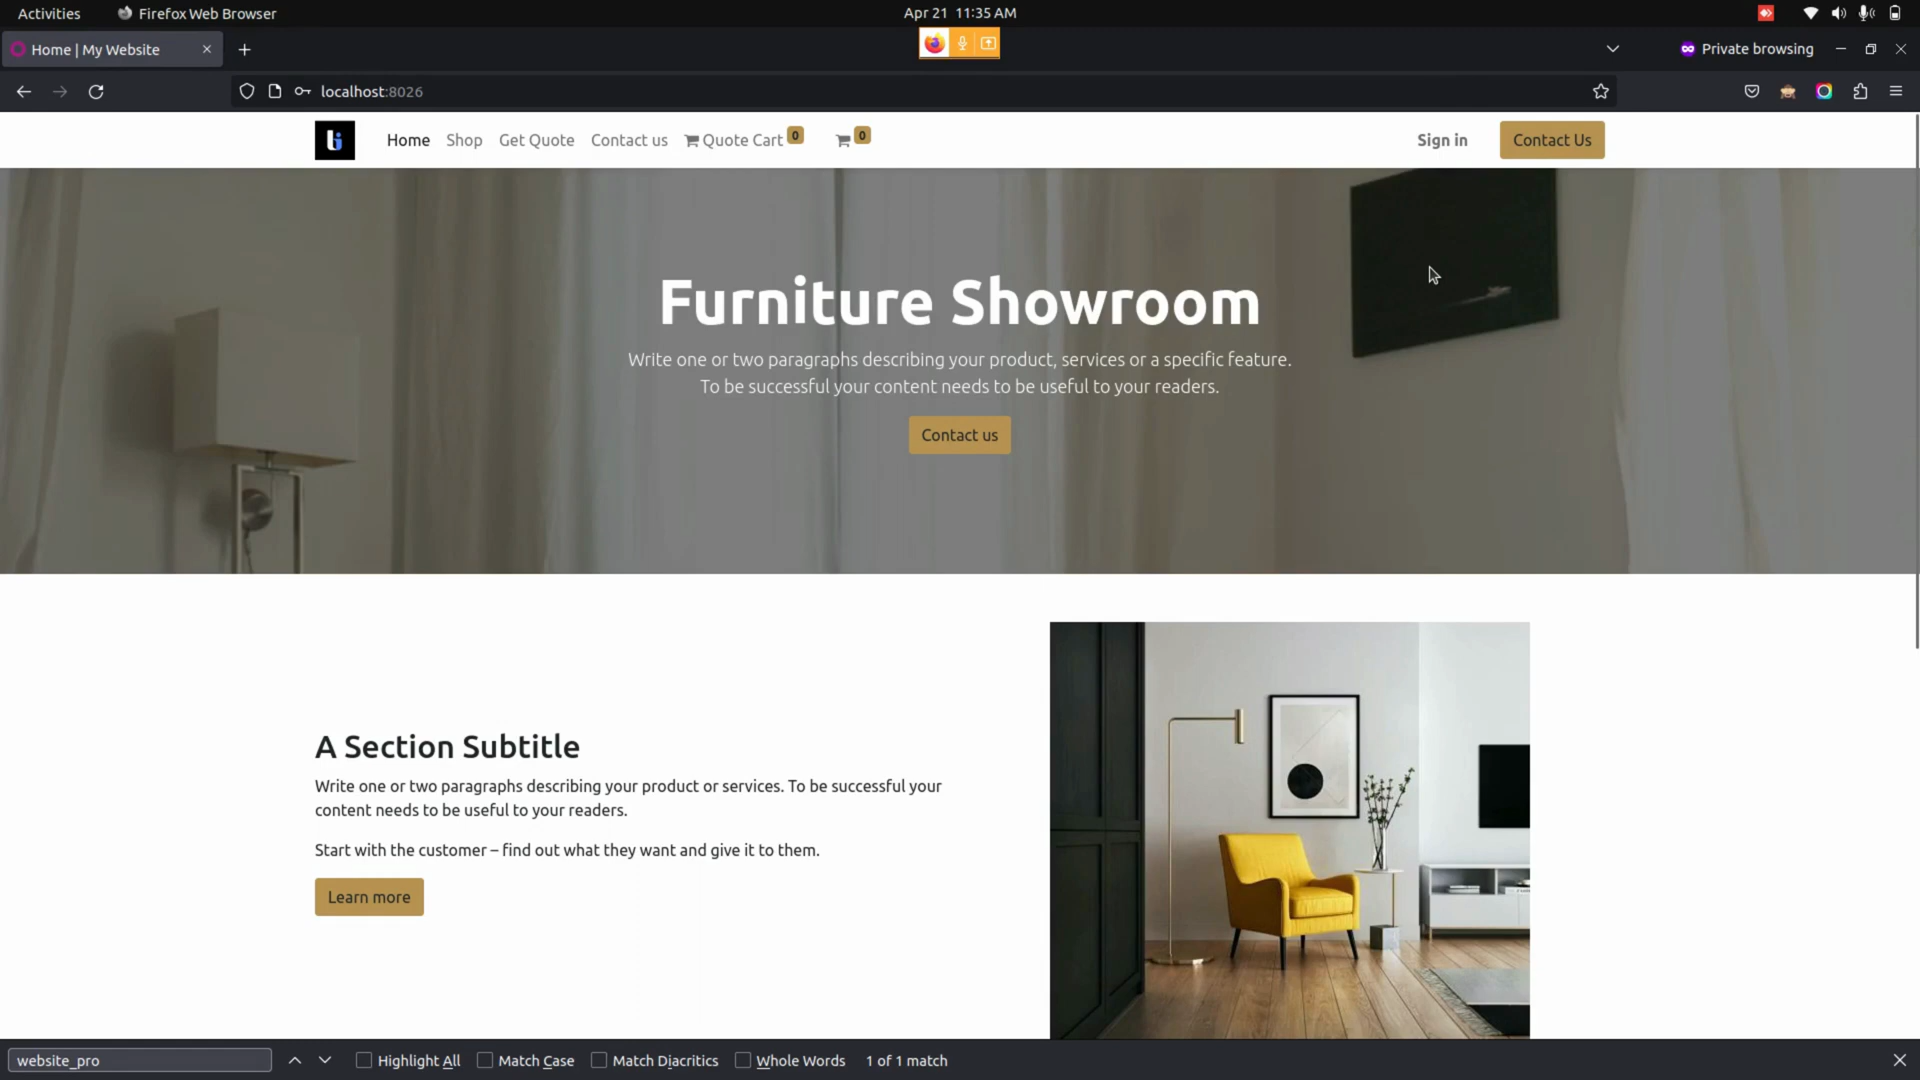 Activities Firefox Web Browser Apr 21 11:35 AM
Home | My Website Private browsing
localhost:8026
Home Shop Get Quote Contact us Quote Cart 0 0 Sign in Contact Us
Furniture Showroom
Write one or two paragraphs describing your product, services or a specific feature.
To be successful your content needs to be useful to your readers.
Contact us
A Section Subtitle
Write one or two paragraphs describing your product or services. To be successful your
content needs to be useful to your readers.
Start with the customer – find out what they want and give it to them.
Learn more
website_pro Highlight All Match Case Match Diacritics Whole Words 1 of 1 match